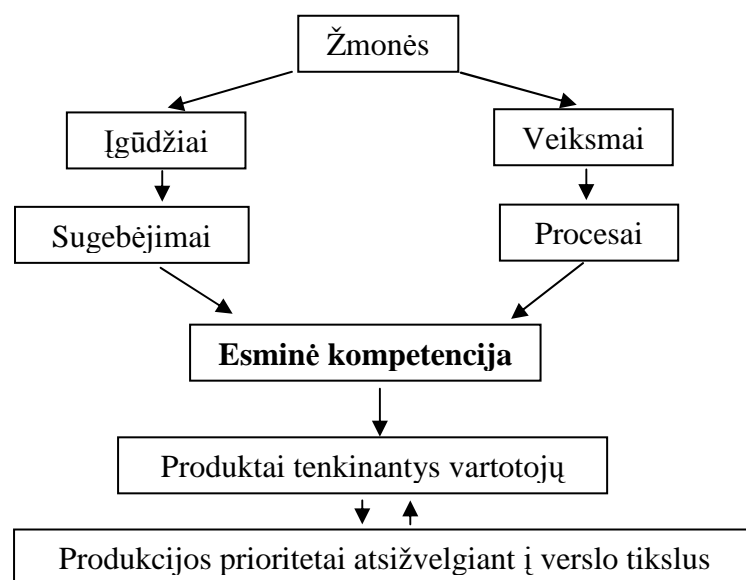 Žmonės
Įgūdžiai
Veiksmai
Sugebėjimai
Procesai
Esminė kompetencija
Produktai tenkinantys vartotojų
Produkcijos prioritetai atsižvelgiant į verslo tikslus